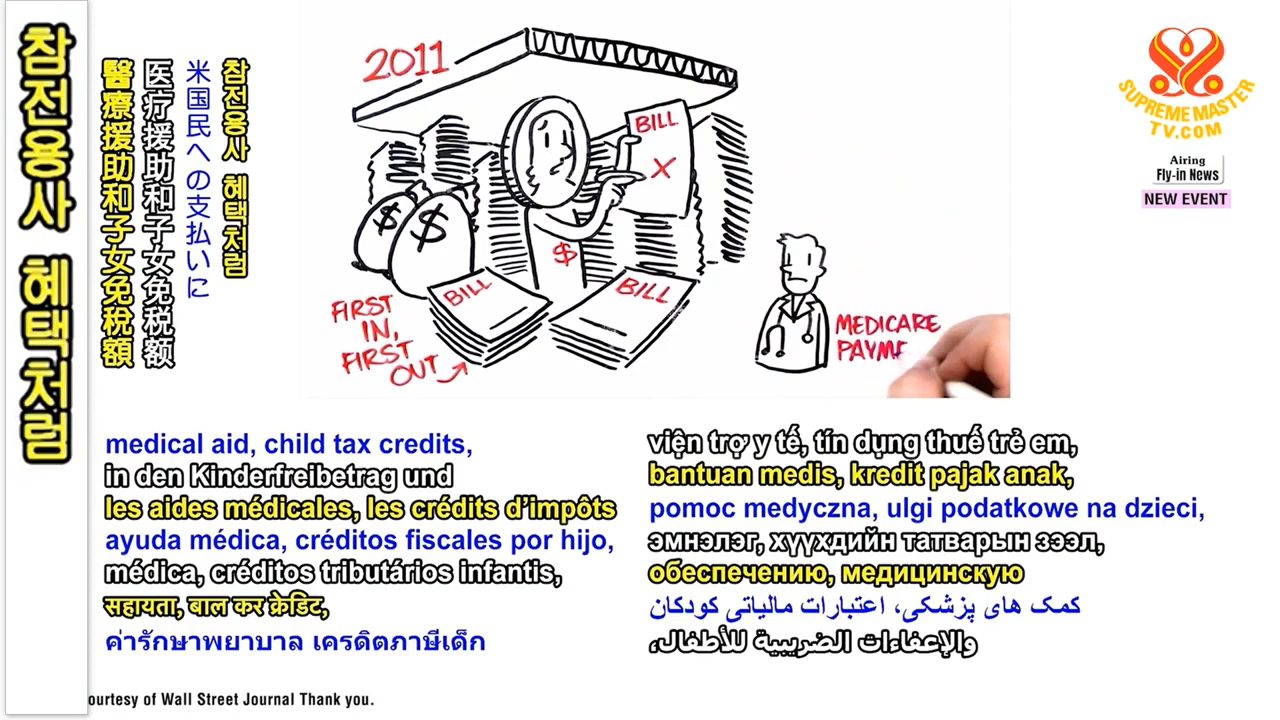 참전용사 혜택처럼
醫療援助和子女免稅額
医疗援助和子女免税额
米国民への支払いに
참전용사 혜택처럼
2011
BILL
X
$
$
$
BILL
BILL
FIRST
IN,
FIRST
OUT
MEDICARE
PAYME
SUPREME MASTER
TV.COM
Airing
Fly-in News
NEW EVENT
medical aid, child tax credits,
in den Kinderfreibetrag und
les aides médicales, les crédits d’impôts
ayuda médica, créditos fiscales por hijo,
médica, créditos tributários infantis,
सहायता, बाल कर क्रेडिट,
ค่ารักษาพยาบาล เครดิตภาษีเด็ก
viện trợ y tế, tín dụng thuế trẻ em,
bantuan medis, kredit pajak anak,
pomoc medyczna, ulgi podatkowe na dzieci,
эмнэлэг, хүүхдийн татварын зээл,
обеспечению, медицинскую
کمک های پزشکی، اعتبارات مالیاتی کودکان
والإعفاءات الضريبية للأطفال،
ourtesy of Wall Street Journal Thank you.